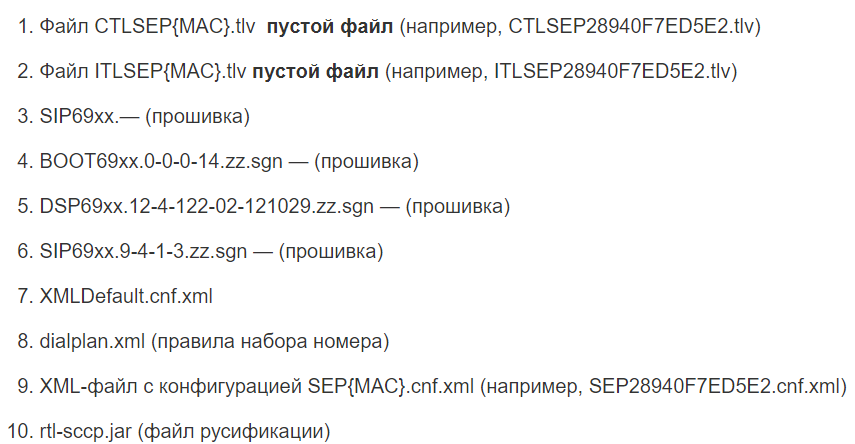 1. Файл CTLSEP{MAC}.tlv пустой файл (например, CTLSEP28940F7ED5E2.tlv)
2. Файл ITLSEP{MAC}.tlv пустой файл (например, ITLSEP28940F7ED5E2.tlv)
3. SIP69xx.— (прошивка)
4. BOOT69xx.0-0-0-14.zz.sgn — (прошивка)
5. DSP69xx.12-4-122-02-121029.zz.sgn — (прошивка)
6. SIP69xx.9-4-1-3.zz.sgn — (прошивка)
7. XMLDefault.cnf.xml
8. dialplan.xml (правила набора номера)
9. XML-файл с конфигурацией SEP{MAC}.cnf.xml (например, SEP28940F7ED5E2.cnf.xml)
10. rtl-sccp.jar (файл русификации)